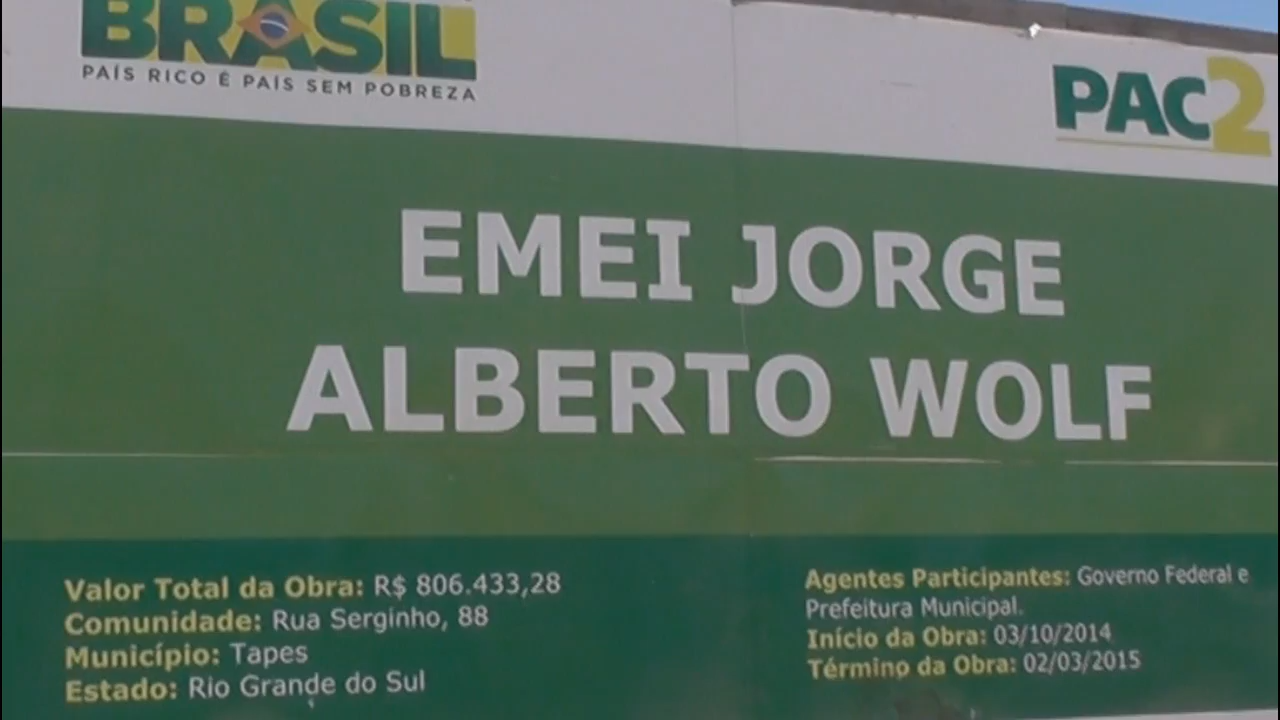 BRASIL
PAÍS RICO É PAÍS SEM POBREZA
PAC2
EMEI JORGE
ALBERTO WOLF
Valor Total da Obra: R$ 806.433,28
Comunidade: Rua Serginho, 88
Município: Tapes
Estado: Rio Grande do Sul
Agentes Participantes: Governo Federal e
Prefeitura Municipal.
Início da Obra: 03/10/2014
Término da Obra: 02/03/2015